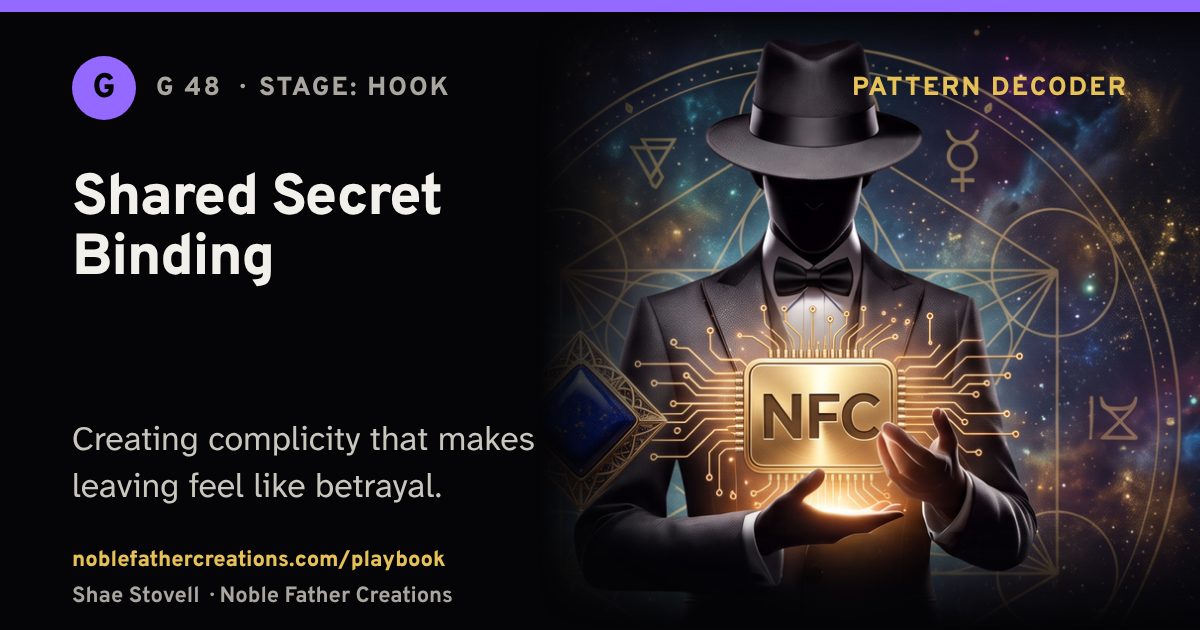 G
G 48 · STAGE: HOOK
PATTERN DECODER
Shared Secret
Binding
NFC
Creating complicity that makes
leaving feel like betrayal.
noblefathercreations.com/playbook
Shae Stovell · Noble Father Creations